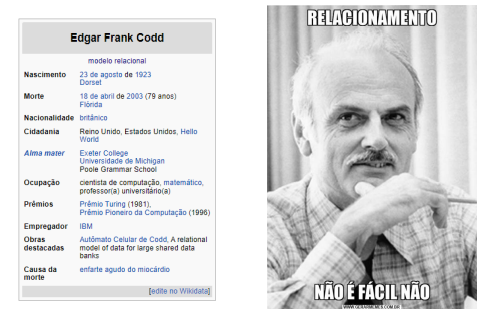 Edgar Frank Codd
modelo relacional
Nascimento 23 de agosto de 1923
Dorset
Morte 18 de abril de 2003 (79 anos)
Flórida
Nacionalidade britânico
Cidadania Reino Unido, Estados Unidos, Hello
World
Alma mater Exeter College
Universidade de Michigan
Poole Grammar School
Ocupação cientista de computação, matemático,
professor(a) universitário(a)
Prêmios Prêmio Turing (1981),
Prêmio Pioneiro da Computação (1996)
Empregador IBM
Obras Autômato Celular de Codd, A relational
destacadas model of data for large shared data
banks
Causa da enfarte agudo do miocárdio
morte
[edite no Wikidata]
RELACIONAMENTO
NÃO É FÁCIL NÃO